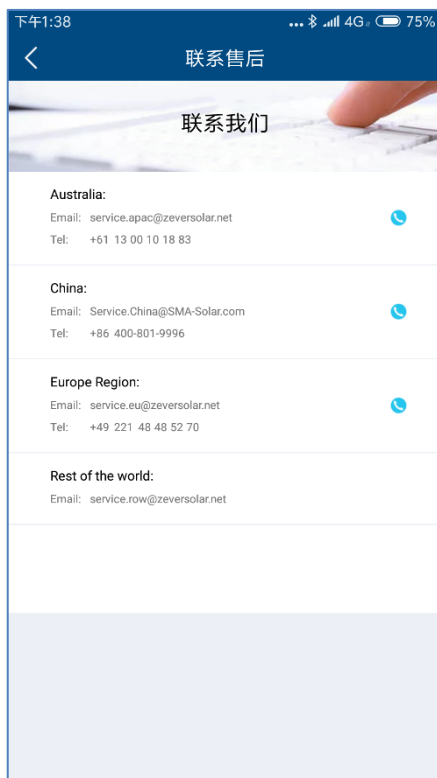 下午1:38 ... 4G 75%
联系售后
联系我们
Australia:
Email: service.apac@zeversolar.net
Tel: +61 13 00 10 18 83
China:
Email: Service.China@SMA-Solar.com
Tel: +86 400-801-9996
Europe Region:
Email: service.eu@zeversolar.net
Tel: +49 221 48 48 52 70
Rest of the world:
Email: service.row@zeversolar.net